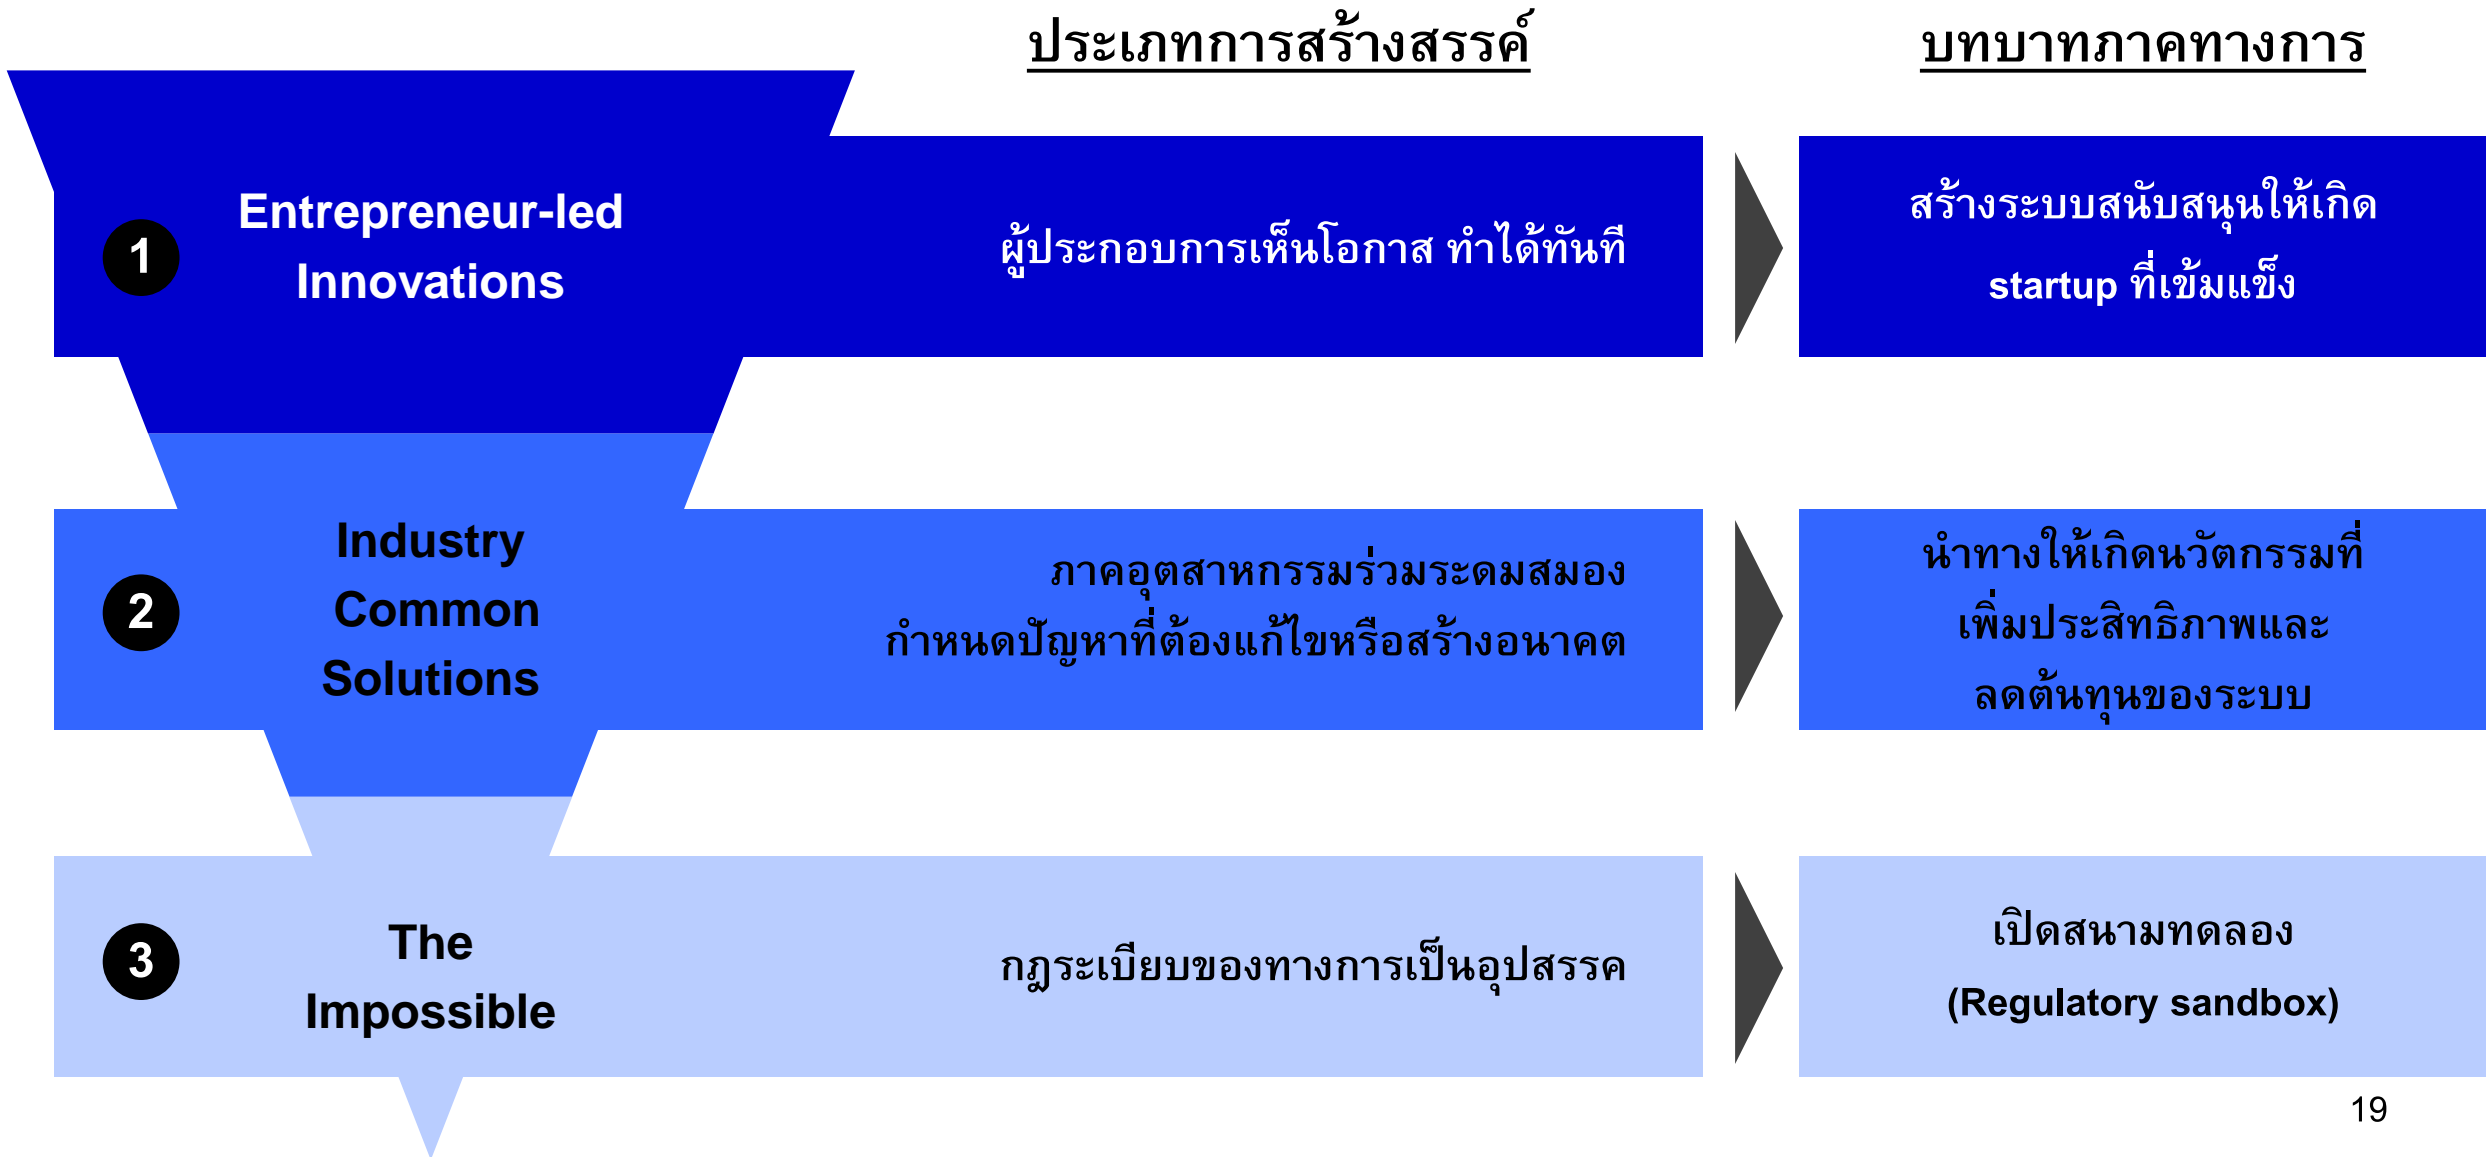 ประเภทการสร้างสรรค์
บทบาทภาคทางการ
1
Entrepreneur-led
Innovations
ผู้ประกอบการเห็นโอกาส ทำได้ทันที
สร้างระบบสนับสนุนให้เกิด
startup ที่เข้มแข็ง
2
Industry
Common
Solutions
ภาคอุตสาหกรรมร่วมระดมสมอง
กำหนดปัญหาที่ต้องแก้ไขหรือสร้างอนาคต
นำทางให้เกิดนวัตกรรมที่
เพิ่มประสิทธิภาพและ
ลดต้นทุนของระบบ
3
The
Impossible
กฎระเบียบของทางการเป็นอุปสรรค
เปิดสนามทดลอง
(Regulatory sandbox)
19